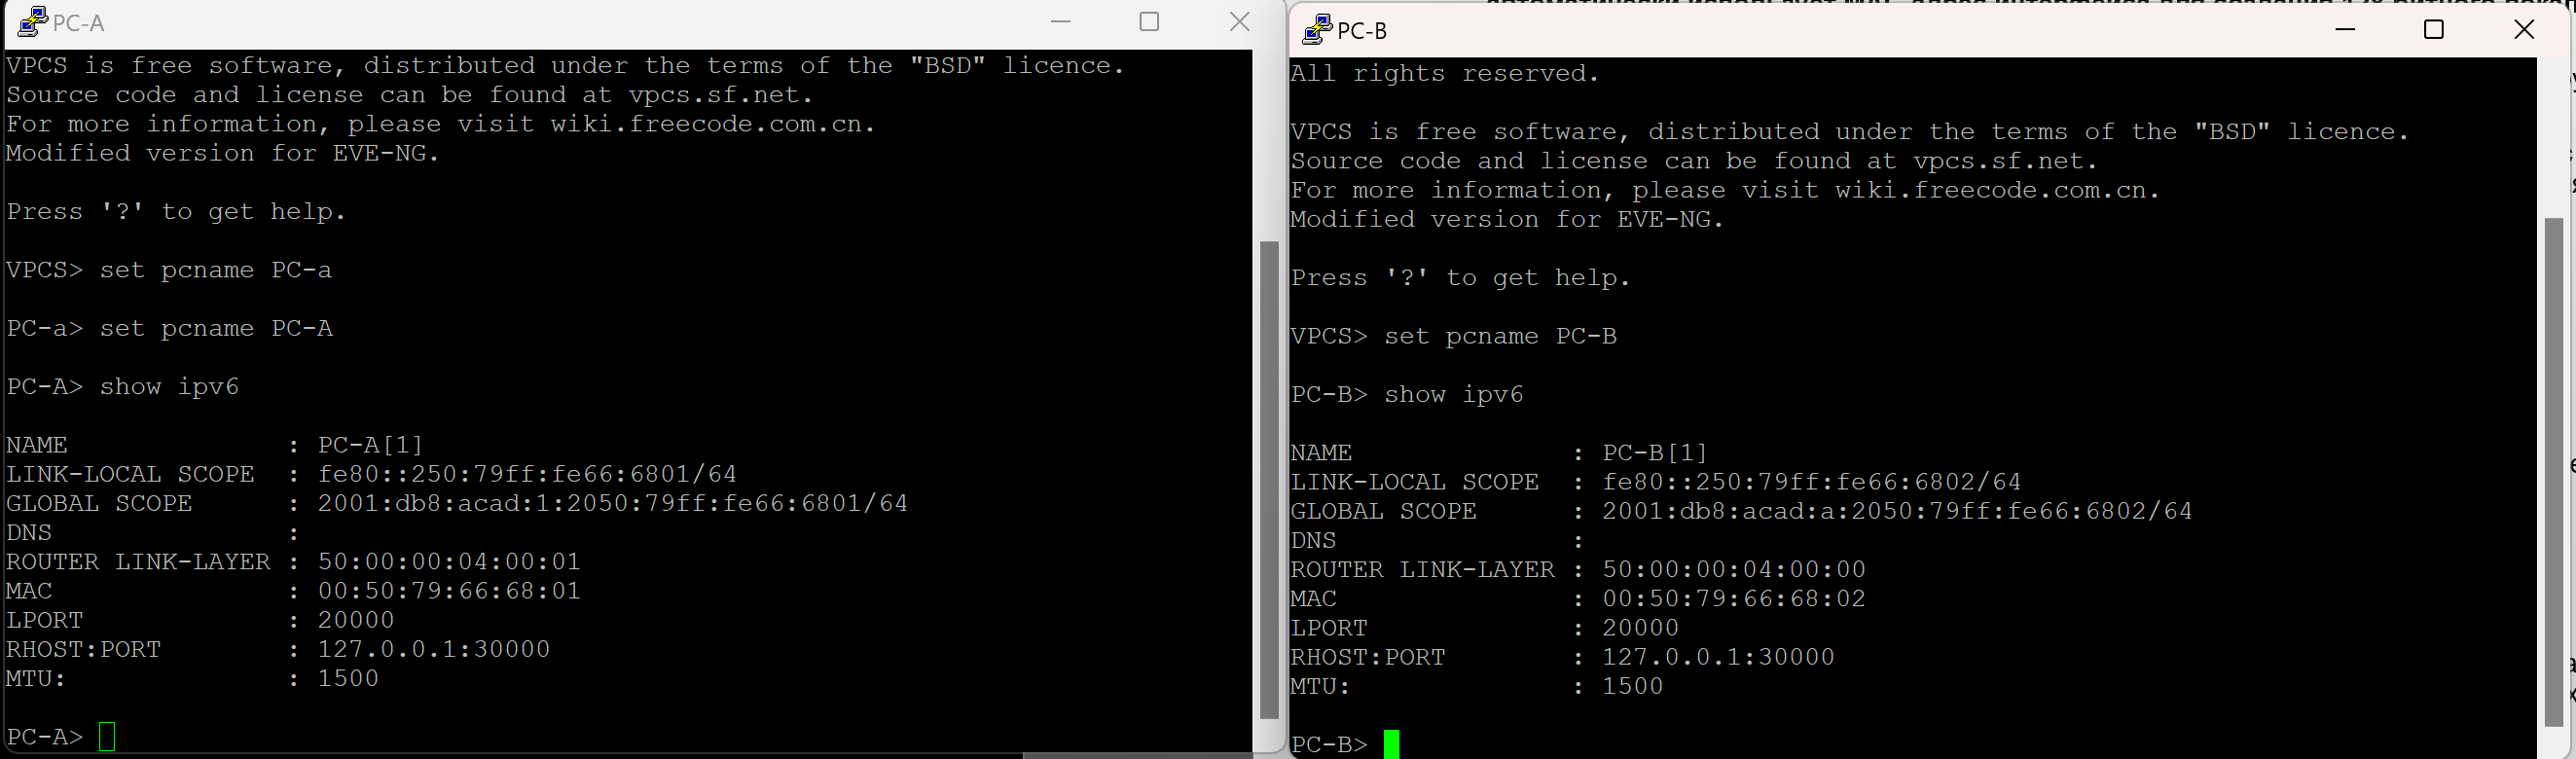 PC-A
VPCS is free software, distributed under the terms of the "BSD" licence.
Source code and license can be found at vpcs.sf.net.
For more information, please visit wiki.freecode.com.cn.
Modified version for EVE-NG.
Press '?' to get help.
VPCS> set pcname PC-a
PC-a> set pcname PC-A
PC-A> show ipv6
NAME : PC-A[1]
LINK-LOCAL SCOPE : fe80::250:79ff:fe66:6801/64
GLOBAL SCOPE : 2001:db8:acad:1:2050:79ff:fe66:6801/64
DNS :
ROUTER LINK-LAYER : 50:00:00:04:00:01
MAC : 00:50:79:66:68:01
LPORT : 20000
RHOST:PORT : 127.0.0.1:30000
MTU: : 1500
PC-A>
PC-B
All rights reserved.
VPCS is free software, distributed under the terms of the "BSD" licence.
Source code and license can be found at vpcs.sf.net.
For more information, please visit wiki.freecode.com.cn.
Modified version for EVE-NG.
Press '?' to get help.
VPCS> set pcname PC-B
PC-B> show ipv6
NAME : PC-B[1]
LINK-LOCAL SCOPE : fe80::250:79ff:fe66:6802/64
GLOBAL SCOPE : 2001:db8:acad:a:2050:79ff:fe66:6802/64
DNS :
ROUTER LINK-LAYER : 50:00:00:04:00:00
MAC : 00:50:79:66:68:02
LPORT : 20000
RHOST:PORT : 127.0.0.1:30000
MTU: : 1500
PC-B>